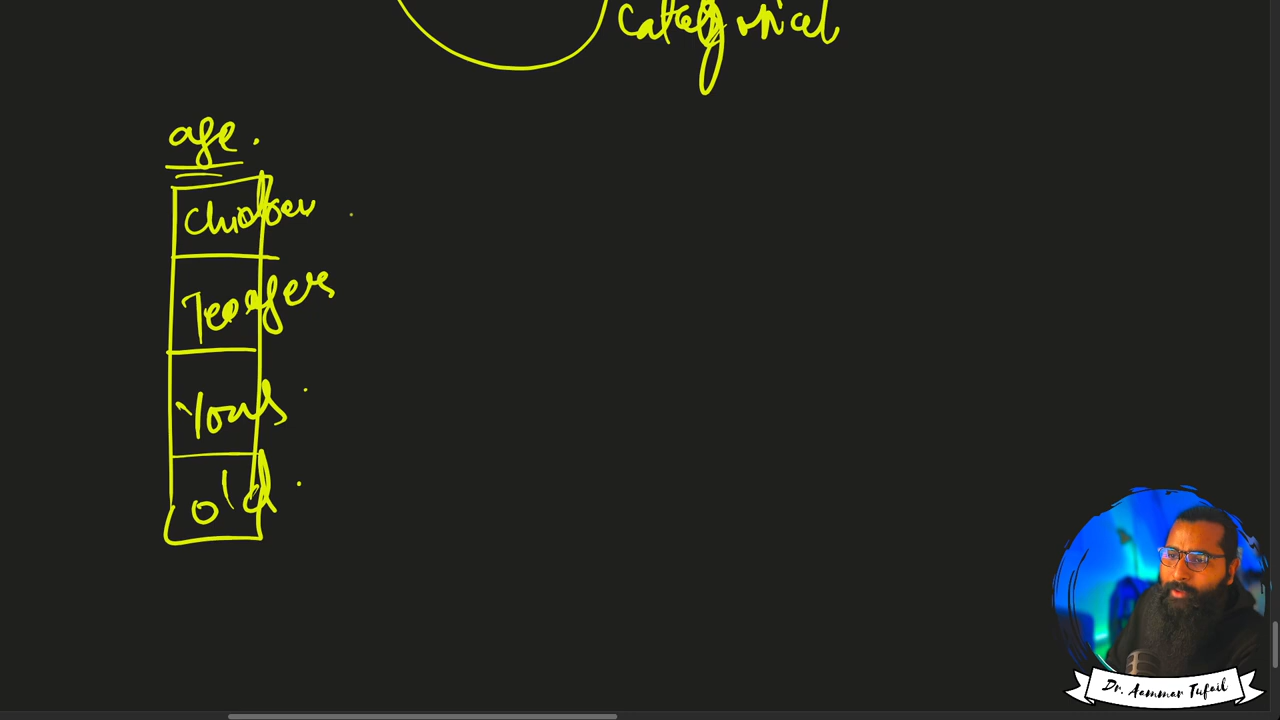 categorical
age.
Children
Teenagers
Young
old
Dr. Aammar Tufail